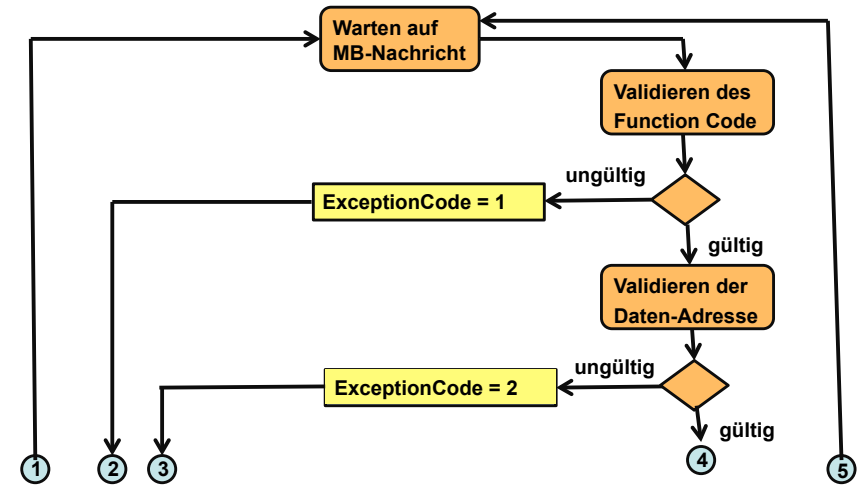 Warten auf
MB-Nachricht
Validieren des
Function Code
ungültig
ExceptionCode = 1
gültig
Validieren der
Daten-Adresse
ungültig
ExceptionCode = 2
gültig
1
2
3
4
5